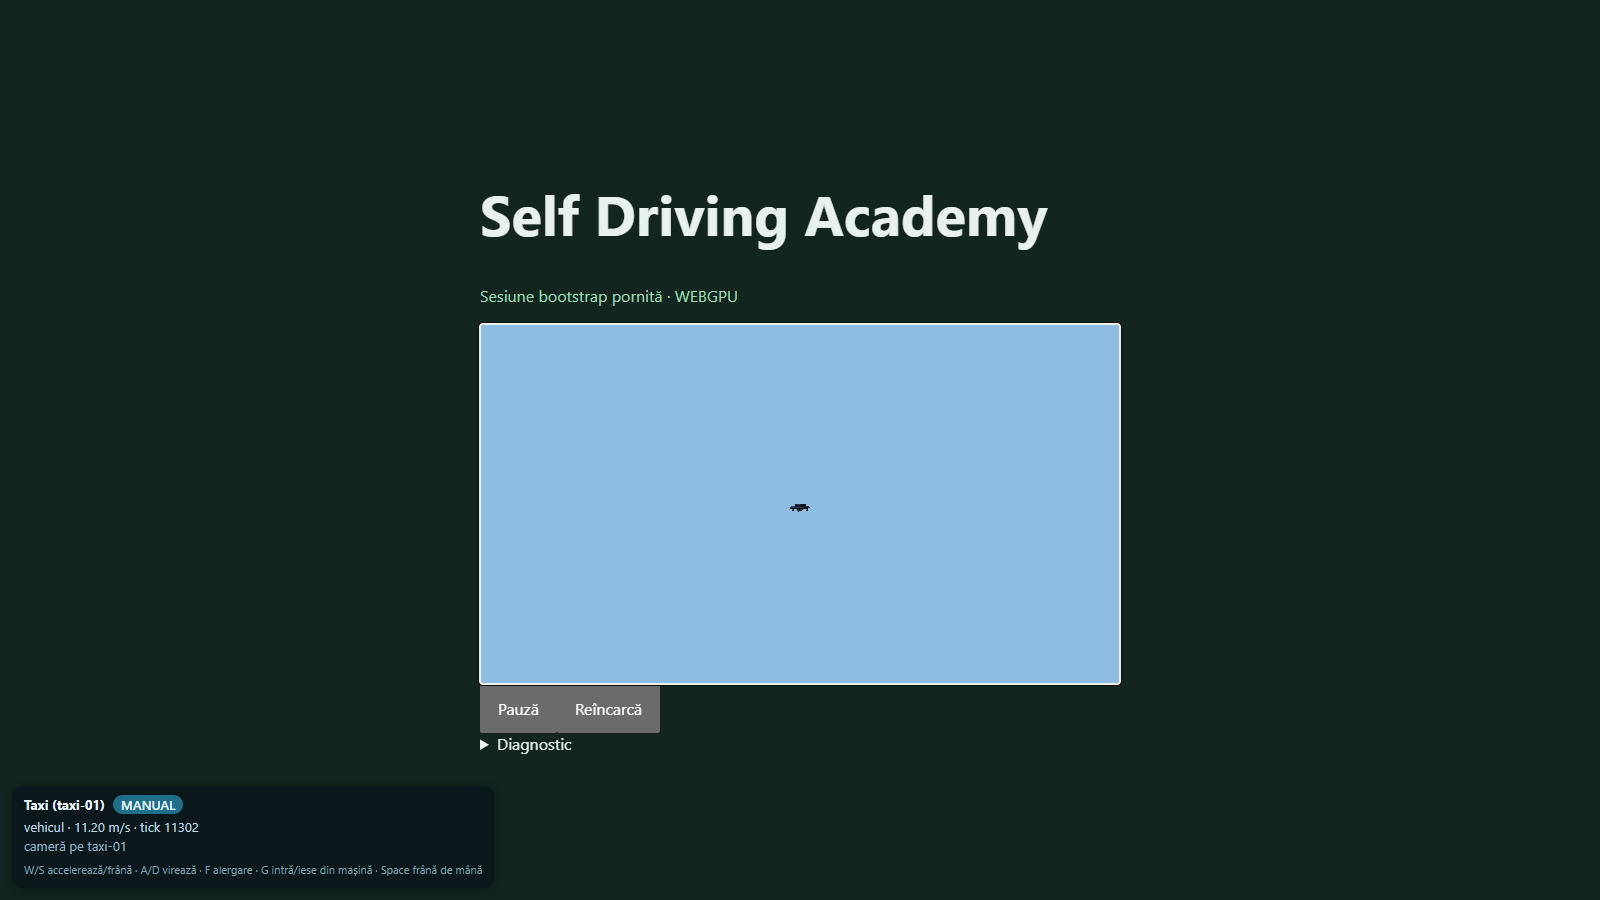 Self Driving Academy
Sesiune bootstrap pornită · WEBGPU
Pauză Reîncarcă
▶ Diagnostic
Taxi (taxi-01) MANUAL
vehicul · 11.20 m/s · tick 11302
cameră pe taxi-01
W/S accelerează/frână · A/D virează · F alergare · G intră/iese din mașină · Space frână de mână